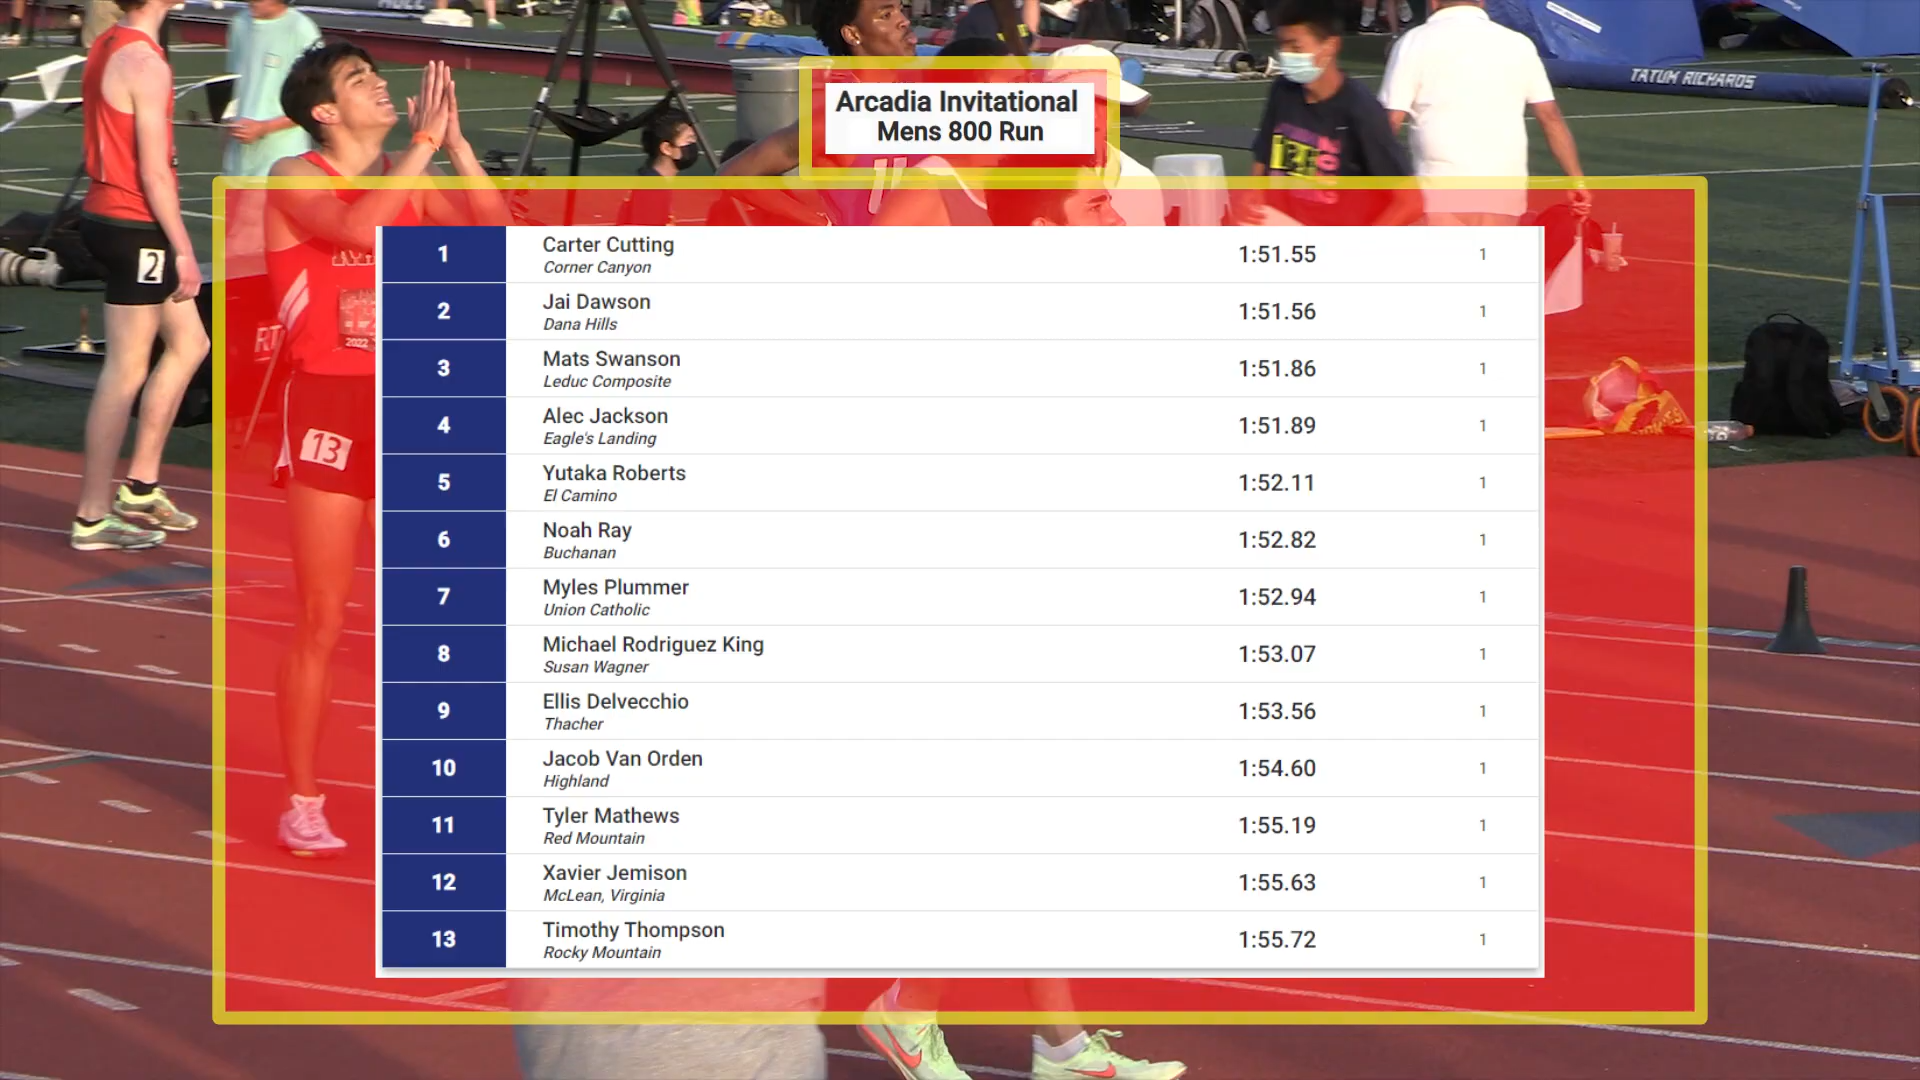 TATUM RICHARDS
Arcadia Invitational
Mens 800 Run
2
1
Carter Cutting
Corner Canyon
1:51.55
1
2
Jai Dawson
Dana Hills
1:51.56
1
3
Mats Swanson
Leduc Composite
1:51.86
1
4
Alec Jackson
Eagle's Landing
1:51.89
1
5
Yutaka Roberts
El Camino
1:52.11
1
6
Noah Ray
Buchanan
1:52.82
1
7
Myles Plummer
Union Catholic
1:52.94
1
8
Michael Rodriguez King
Susan Wagner
1:53.07
1
9
Ellis Delvecchio
Thacher
1:53.56
1
10
Jacob Van Orden
Highland
1:54.60
1
11
Tyler Mathews
Red Mountain
1:55.19
1
12
Xavier Jemison
McLean, Virginia
1:55.63
1
13
Timothy Thompson
Rocky Mountain
1:55.72
1
2022
13